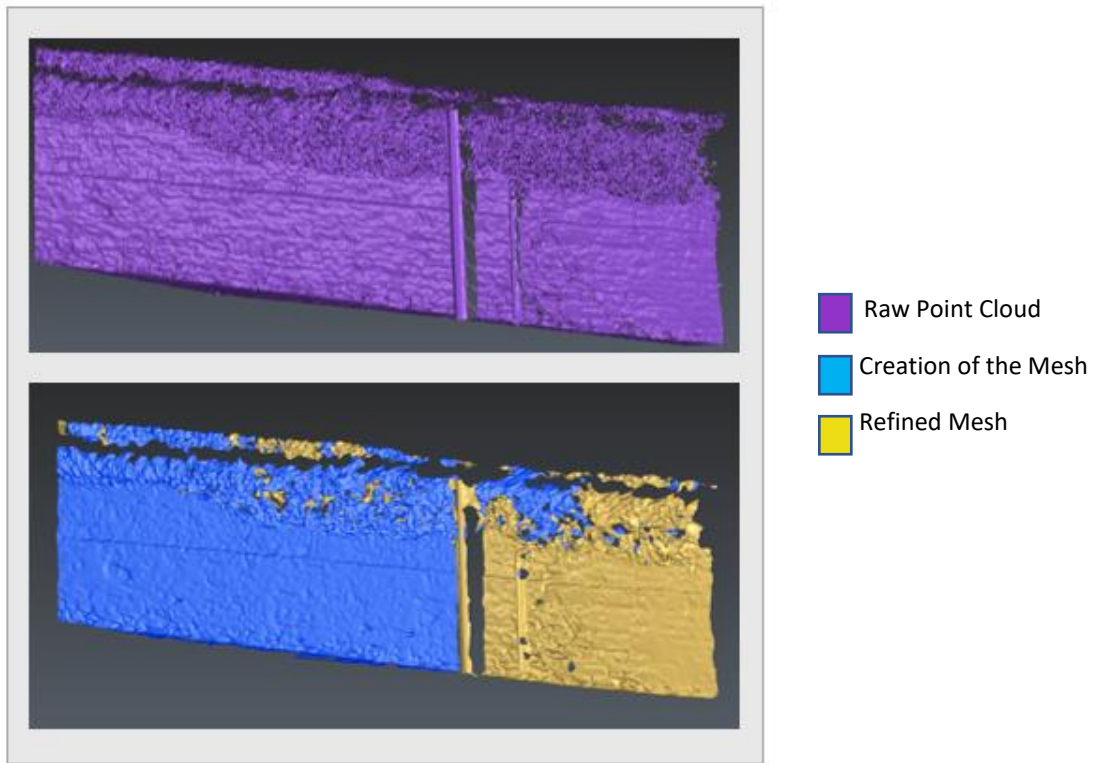 Raw Point Cloud
Creation of the Mesh
Refined Mesh